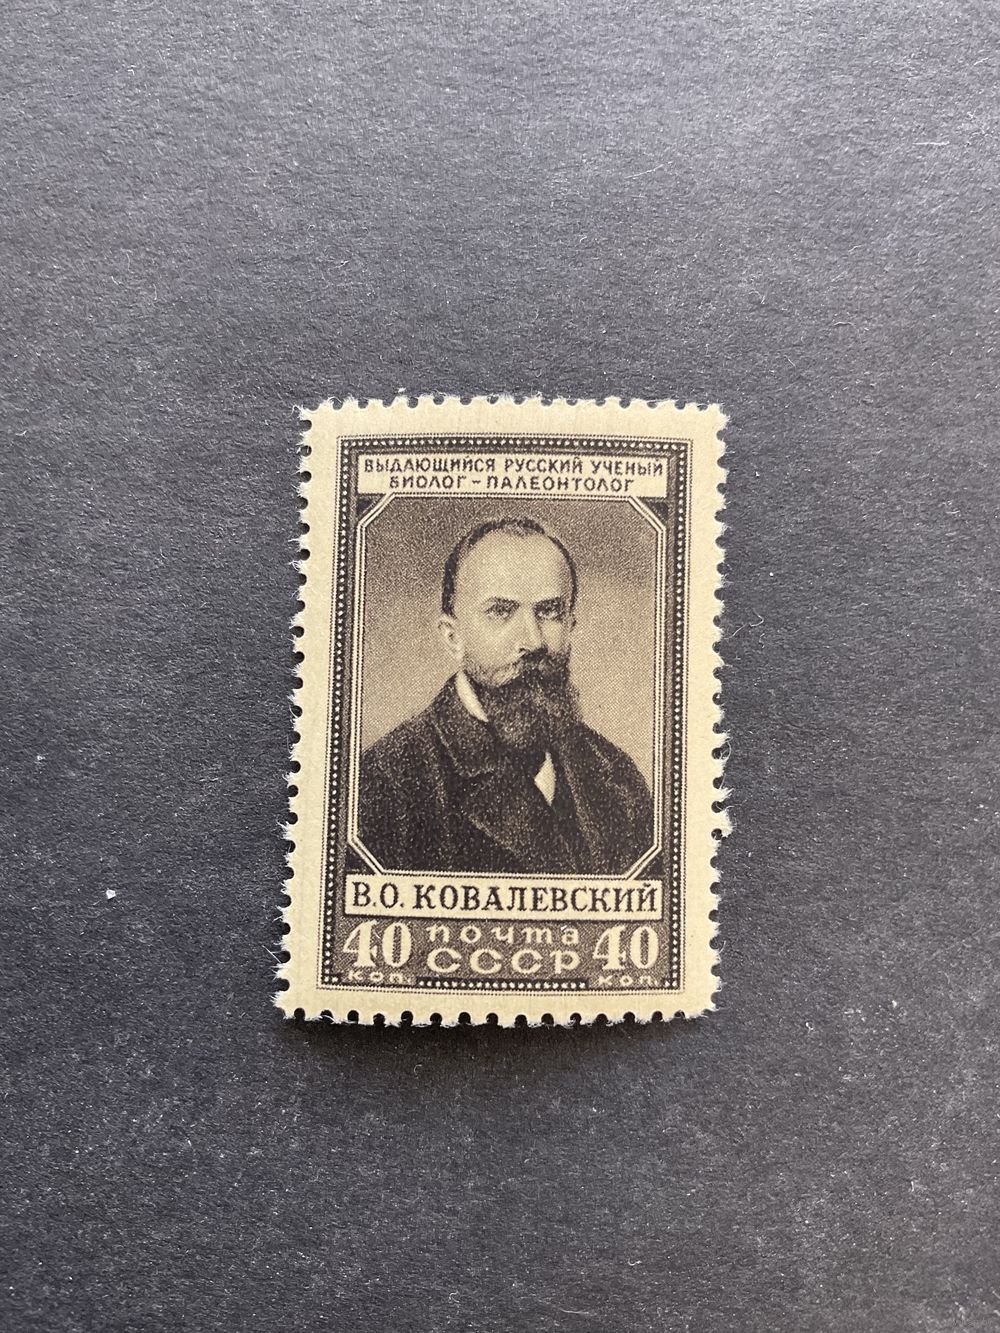 ВЫДАЮЩИЙСЯ РУССКИЙ УЧЕНЫЙ
БИОЛОГ-ПАЛЕОНТОЛОГ
В.О. КОВАЛЕВСКИЙ
40 почта 40
коп. СССР коп.